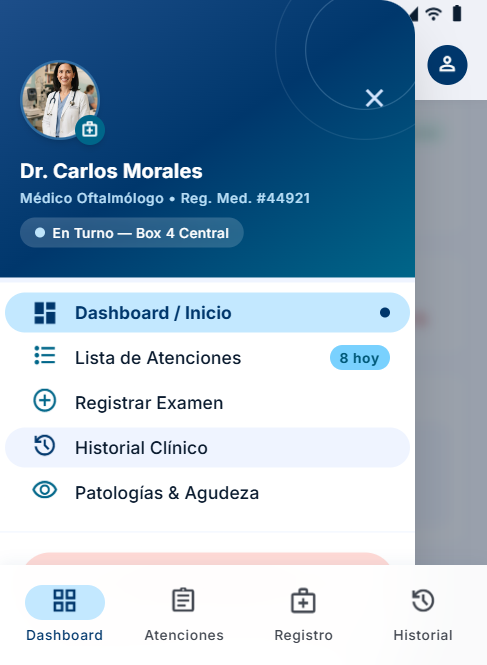 Dr. Carlos Morales
Médico Oftalmólogo • Reg. Med. #44921
En Turno — Box 4 Central
Dashboard / Inicio
Lista de Atenciones
8 hoy
Registrar Examen
Historial Clínico
Patologías & Agudeza
Dashboard
Atenciones
Registro
Historial